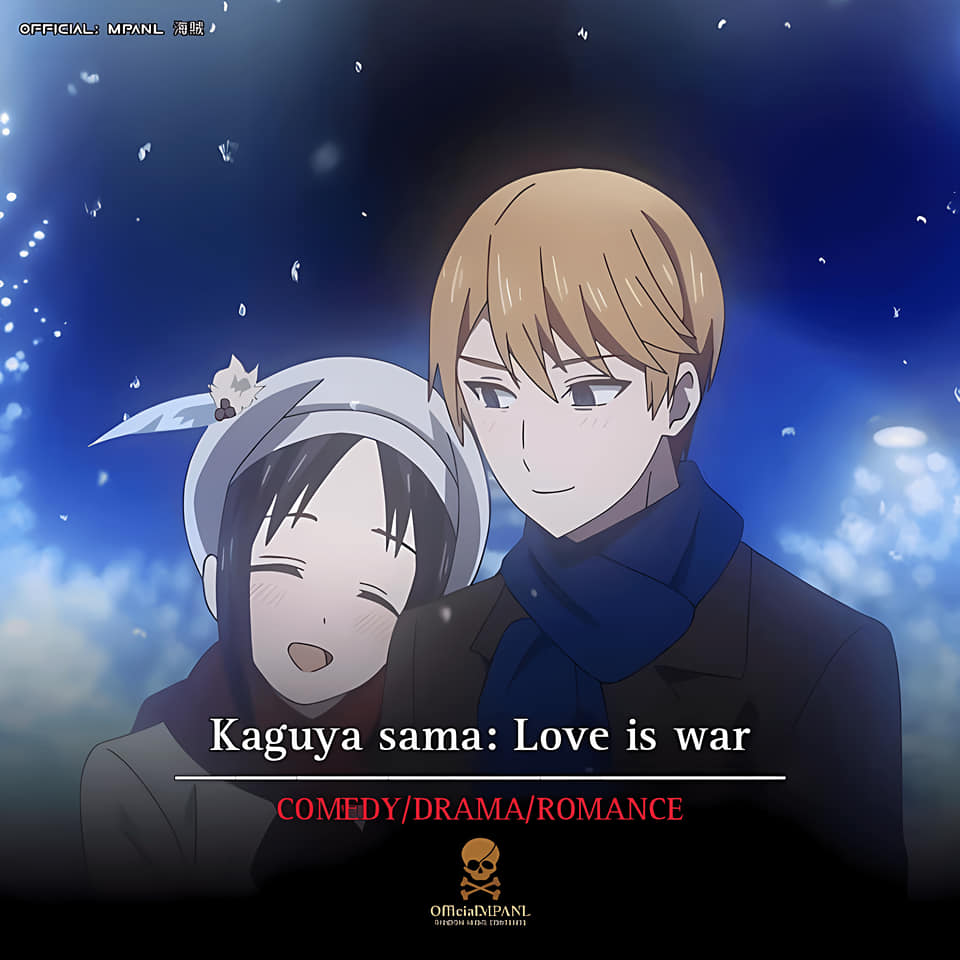 OFFICIAL: MPANL 海賊
Kaguya sama: Love is war
COMEDY/DRAMA/ROMANCE
OfficialMPANL